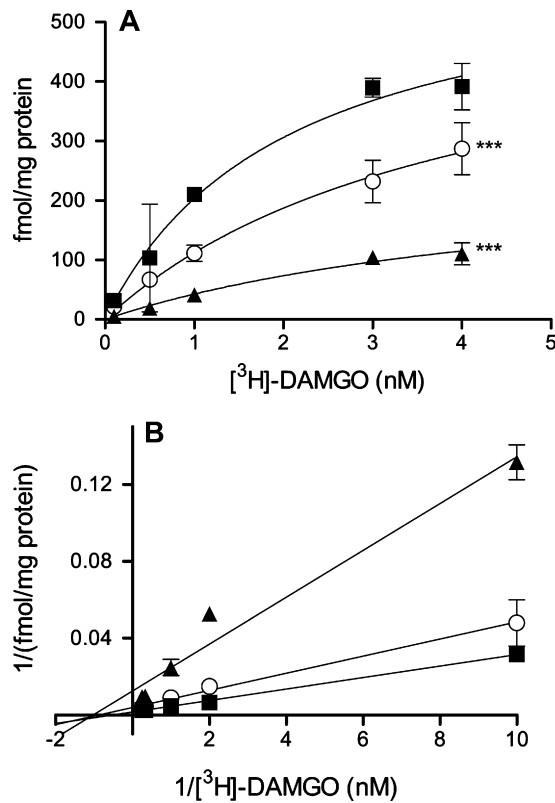 A
500
400
300
200
100
0
fmol/mg protein
***
***
0 1 2 3 4 5
[³H]-DAMGO (nM)
B
0.12
0.08
0.04
1/(fmol/mg protein)
-2 2 4 6 8 10
1/[³H]-DAMGO (nM)